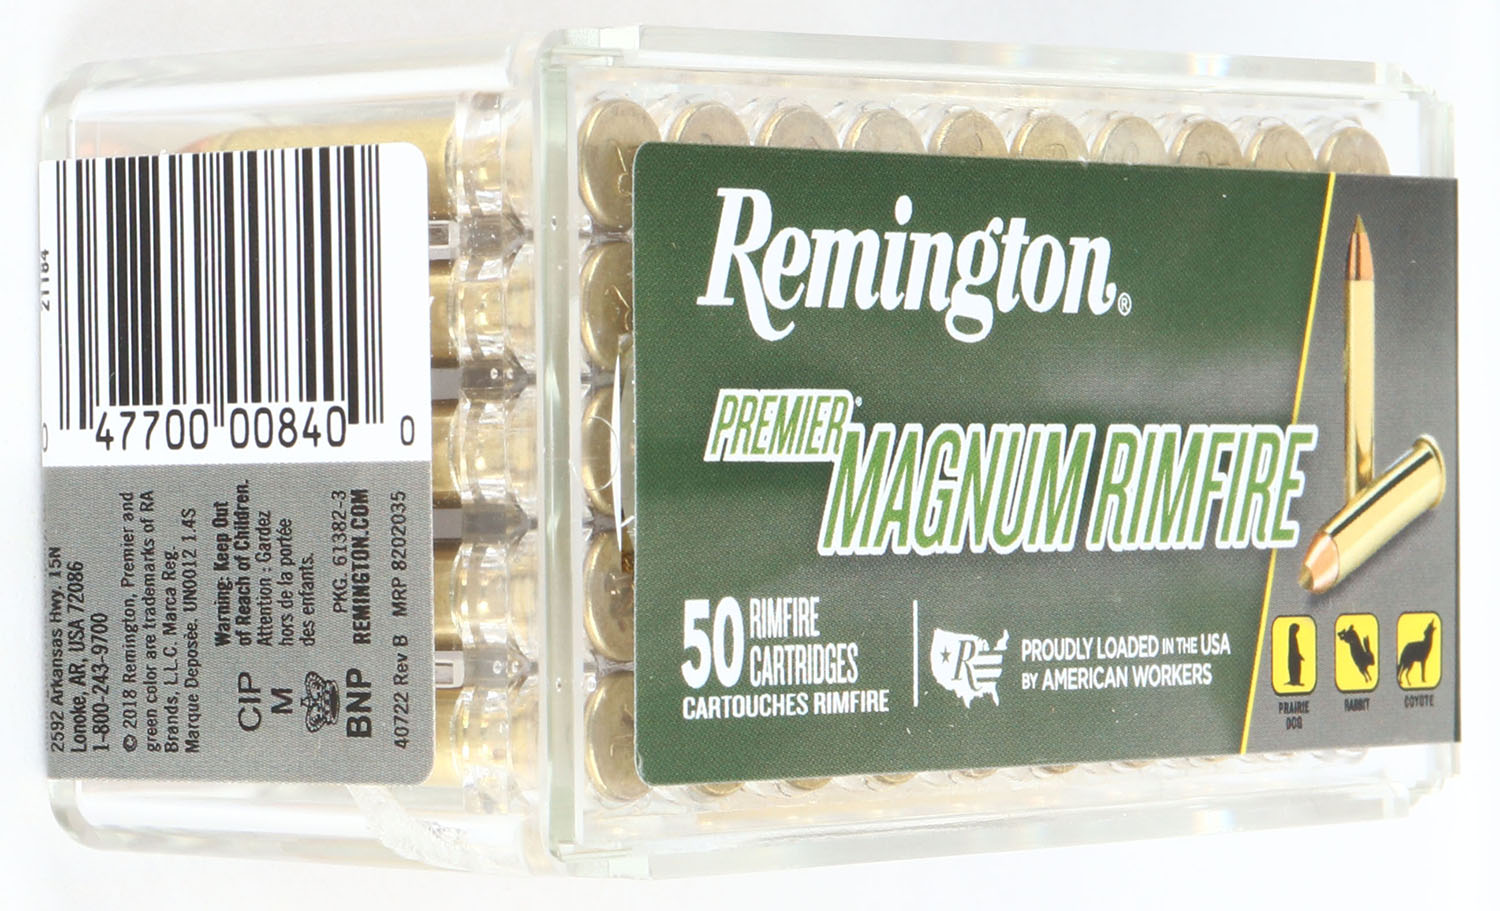 Remington®
PREMIER®
MAGNUM RIMFIRE
50 RIMFIRE
CARTRIDGES
CARTOUCHES RIMFIRE
R
PROUDLY LOADED IN THE USA
BY AMERICAN WORKERS
PRAIRIE
DOG
RABBIT
COYOTE
21184
47700 00840 0
2592 Arkansas Hwy. 15N
Lonoke, AR, USA 72086
1-800-243-9700
© 2018 Remington, Premier and
green color are trademarks of RA
Brands, L.L.C. Marca Reg.
Marque Deposée. UN0012 1.4S
Warning: Keep Out
of Reach of Children.
Attention : Gardez
hors de la portée
des enfants.
CIP
M
BNP
PKG. 61382-3
REMINGTON.COM
407722 Rev B MRP 8202035